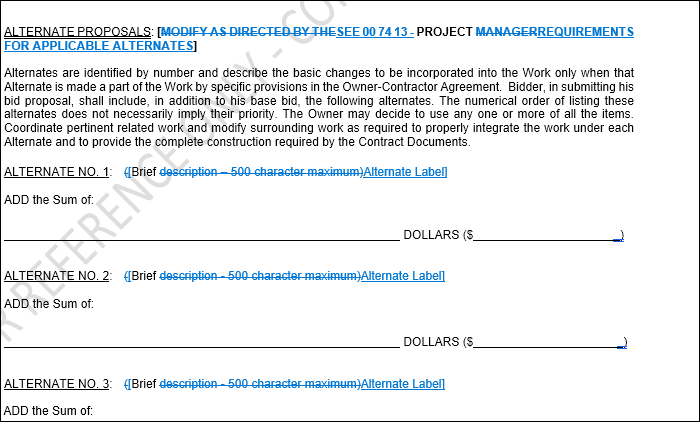 ALTERNATE PROPOSALS: [MODIFY AS DIRECTED BY THESEE 00 74 13 - PROJECT MANAGERREQUIREMENTS
FOR APPLICABLE ALTERNATES]
Alternates are identified by number and describe the basic changes to be incorporated into the Work only when that
Alternate is made a part of the Work by specific provisions in the Owner-Contractor Agreement. Bidder, in submitting his
bid proposal, shall include, in addition to his base bid, the following alternates. The numerical order of listing these
alternates does not necessarily imply their priority. The Owner may decide to use any one or more of all the items.
Coordinate pertinent related work and modify surrounding work as required to properly integrate the work under each
Alternate and to provide the complete construction required by the Contract Documents.
ALTERNATE NO. 1: ([Brief description – 500 character maximum)Alternate Label]
ADD the Sum of:
DOLLARS ($ )
ALTERNATE NO. 2: ([Brief description - 500 character maximum)Alternate Label]
ADD the Sum of:
DOLLARS ($ )
ALTERNATE NO. 3: ([Brief description - 500 character maximum)Alternate Label]
ADD the Sum of:
R REFERENCE ONLY - CO